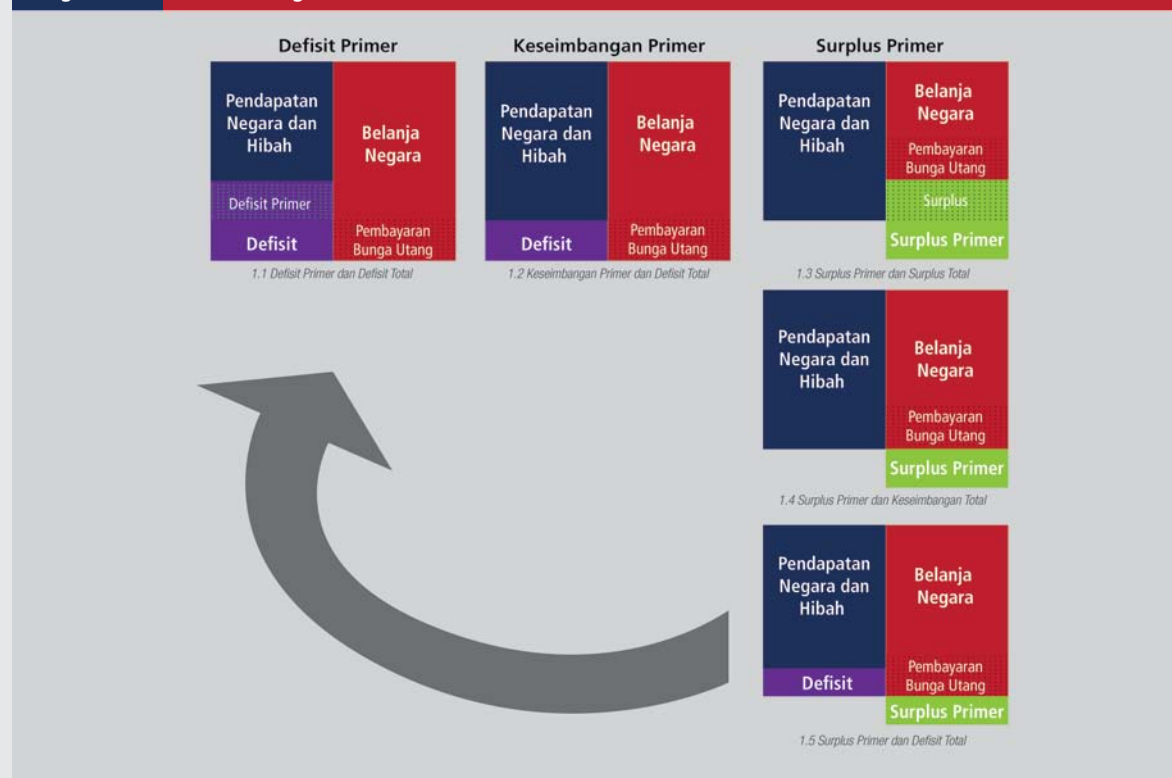 Defisit Primer
Keseimbangan Primer
Surplus Primer
Pendapatan
Negara dan
Hibah
Belanja
Negara
Defisit Primer
Defisit
Pembayaran
Bunga Utang
1.1 Defisit Primer dan Defisit Total
Pendapatan
Negara dan
Hibah
Belanja
Negara
Defisit
Pembayaran
Bunga Utang
1.2 Keseimbangan Primer dan Defisit Total
Pendapatan
Negara dan
Hibah
Belanja
Negara
Pembayaran
Bunga Utang
Surplus
Surplus Primer
1.3 Surplus Primer dan Surplus Total
Pendapatan
Negara dan
Hibah
Belanja
Negara
Pembayaran
Bunga Utang
Surplus Primer
1.4 Surplus Primer dan Keseimbangan Total
Pendapatan
Negara dan
Hibah
Belanja
Negara
Defisit
Pembayaran
Bunga Utang
Surplus Primer
1.5 Surplus Primer dan Defisit Total